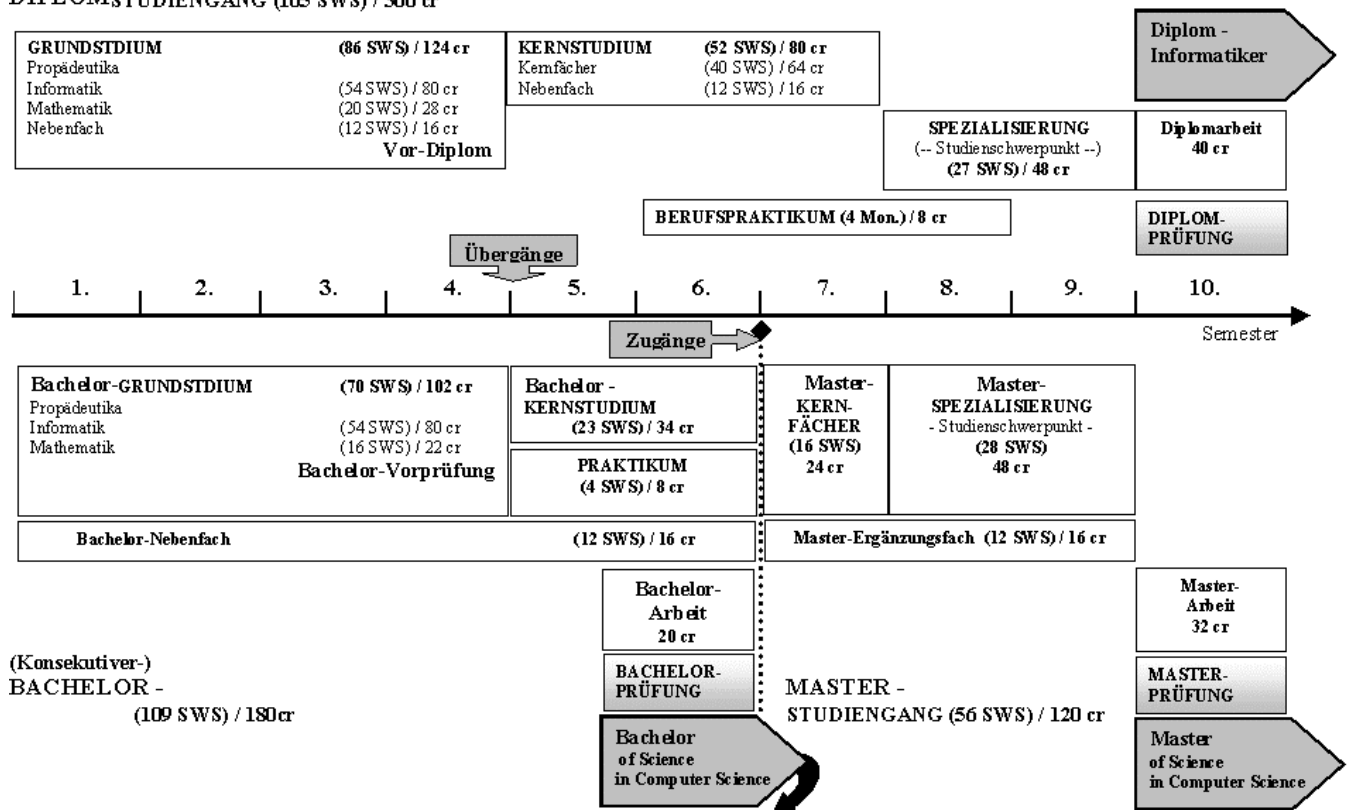 DIPLOMSTUDIENGANG (165 SWS) / 300 cr
GRUNDSTDIUM (86 SWS) / 124 cr
Propädeutika
Informatik (54 SWS) / 80 cr
Mathematik (20 SWS) / 28 cr
Nebenfach (12 SWS) / 16 cr
Vor-Diplom
KERNSTUDIUM (52 SWS) / 80 cr
Kernfächer (40 SWS) / 64 cr
Nebenfach (12 SWS) / 16 cr
Diplom -
Informatiker
SPEZIALISIERUNG
(-- Studienschwerpunkt --)
(27 SWS) / 48 cr
Diplomarbeit
40 cr
BERUFSPRAKTIKUM (4 Mon.) / 8 cr
DIPLOM-
PRÜFUNG
Übergänge
1. 2. 3. 4. 5. 6. 7. 8. 9. 10.
Zugänge
Semester
Bachelor-GRUNDSTDIUM (70 SWS) / 102 cr
Propädeutika
Informatik (54 SWS) / 80 cr
Mathematik (16 SWS) / 22 cr
Bachelor-Vorprüfung
Bachelor -
KERNSTUDIUM
(23 SWS) / 34 cr
PRAKTIKUM
(4 SWS) / 8 cr
Master-
KERN-
FÄCHER
(16 SWS)
24 cr
Master-
SPEZIALISIERUNG
- Studienschwerpunkt -
(28 SWS)
48 cr
Bachelor-Nebenfach (12 SWS) / 16 cr
Master-Ergänzungsfach (12 SWS) / 16 cr
Bachelor-
Arbeit
20 cr
Master-
Arbeit
32 cr
(Konsekutiver-)
BACHELOR -
(109 SWS) / 180cr
BACHELOR-
PRÜFUNG
MASTER -
STUDIENGANG (56 SWS) / 120 cr
MASTER-
PRÜFUNG
Bachelor
of Science
in Computer Science
Master
of Science
in Computer Science